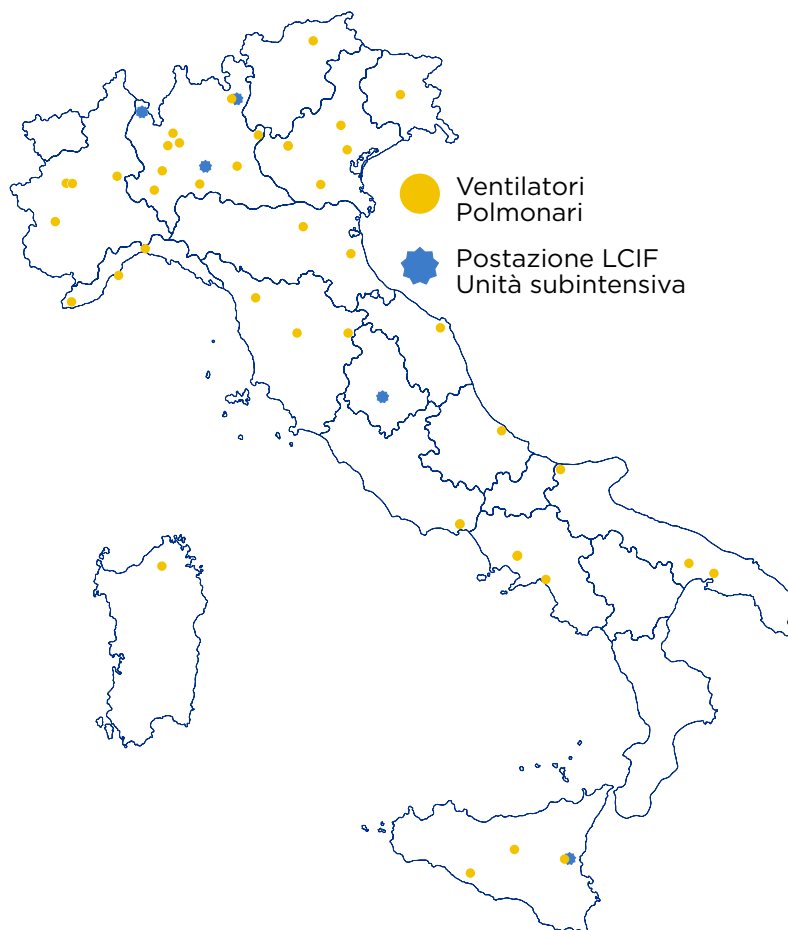 Ventilatori
Polmonari
Postazione LCIF
Unità subintensiva